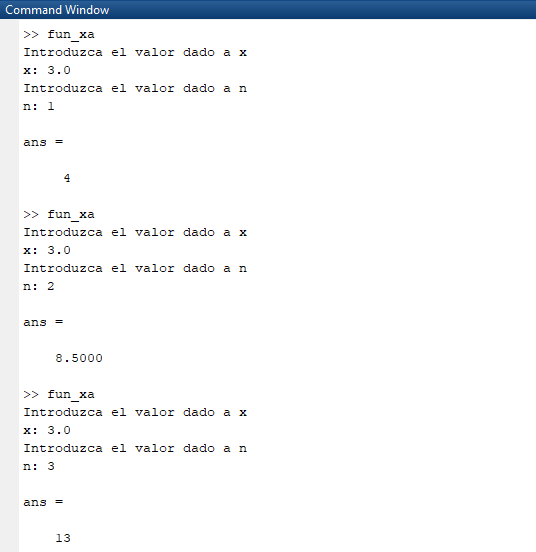 Command Window
>> fun_xa
Introduzca el valor dado a x
x: 3.0
Introduzca el valor dado a n
n: 1
ans =
4
>> fun_xa
Introduzca el valor dado a x
x: 3.0
Introduzca el valor dado a n
n: 2
ans =
8.5000
>> fun_xa
Introduzca el valor dado a x
x: 3.0
Introduzca el valor dado a n
n: 3
ans =
13